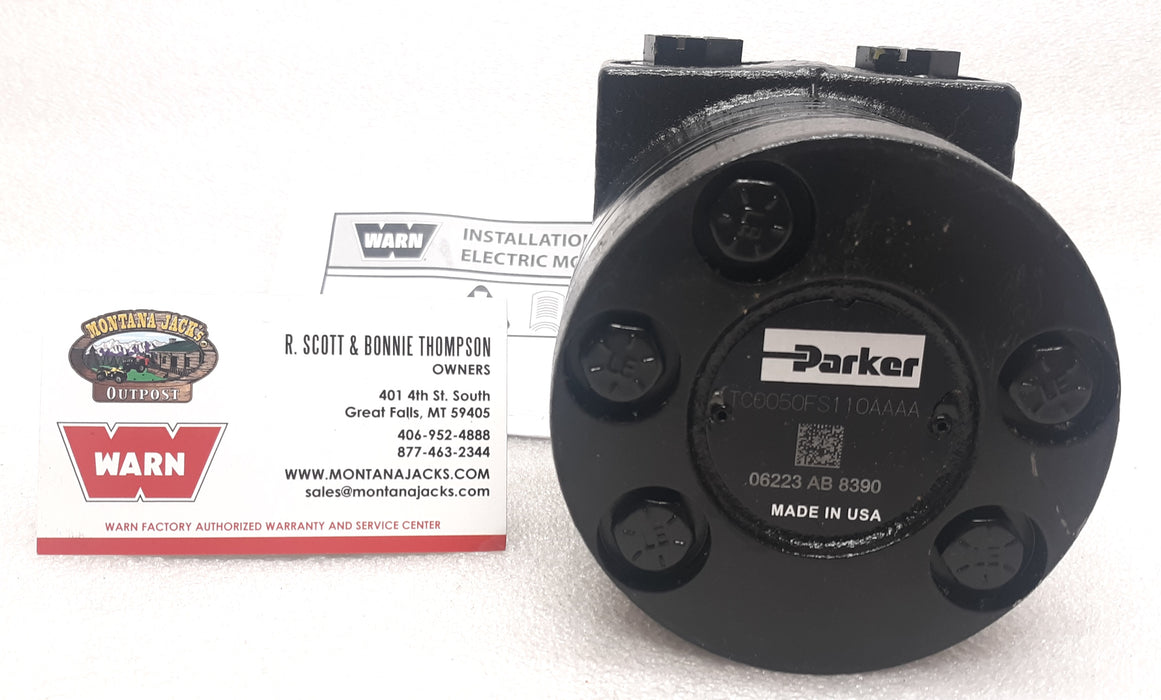 WARN
INSTALLATION
ELECTRIC MO
MONTANA JACK'S
OUTPOST
WARN
R. SCOTT & BONNIE THOMPSON
OWNERS
401 4th St. South
Great Falls, MT 59405
406-952-4888
877-463-2344
WWW.MONTANAJACKS.COM
sales@montanajacks.com
WARN FACTORY AUTHORIZED WARRANTY AND SERVICE CENTER
Parker
TC0050FS110AAAA
06223 AB 8390
MADE IN USA